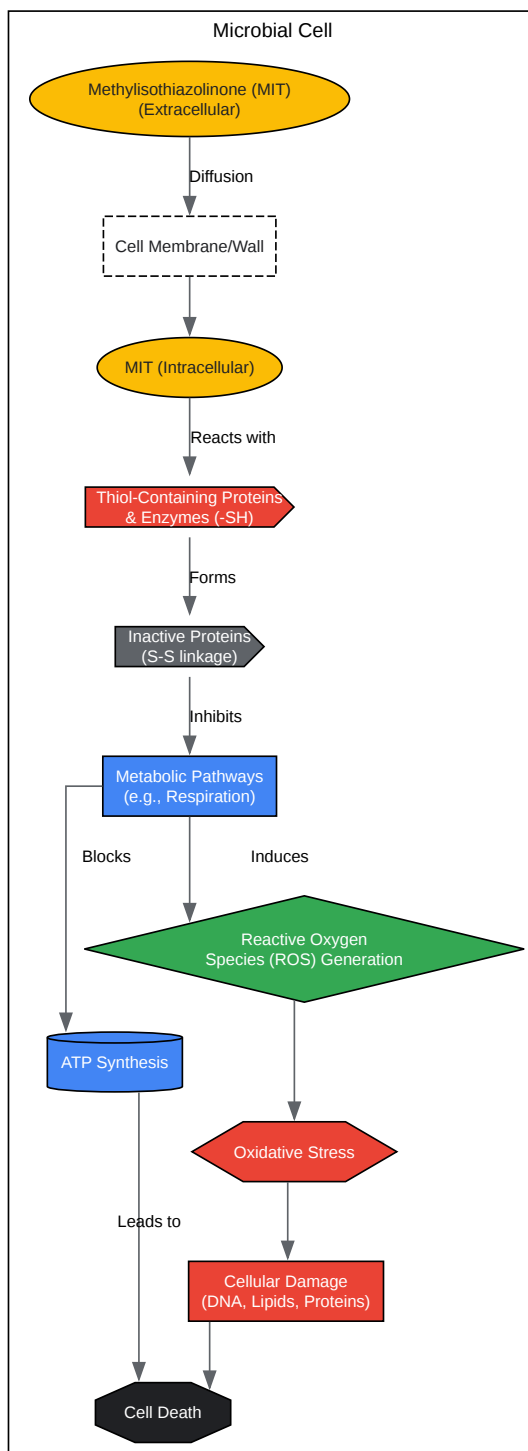 Microbial Cell
Methylisothiazolinone (MIT)
(Extracellular)
Diffusion
Cell Membrane/Wall
MIT (Intracellular)
Reacts with
Thiol-Containing Proteins
& Enzymes (-SH)
Forms
Inactive Proteins
(S-S linkage)
Inhibits
Metabolic Pathways
(e.g., Respiration)
Blocks
Induces
Reactive Oxygen
Species (ROS) Generation
ATP Synthesis
Oxidative Stress
Leads to
Cellular Damage
(DNA, Lipids, Proteins)
Cell Death